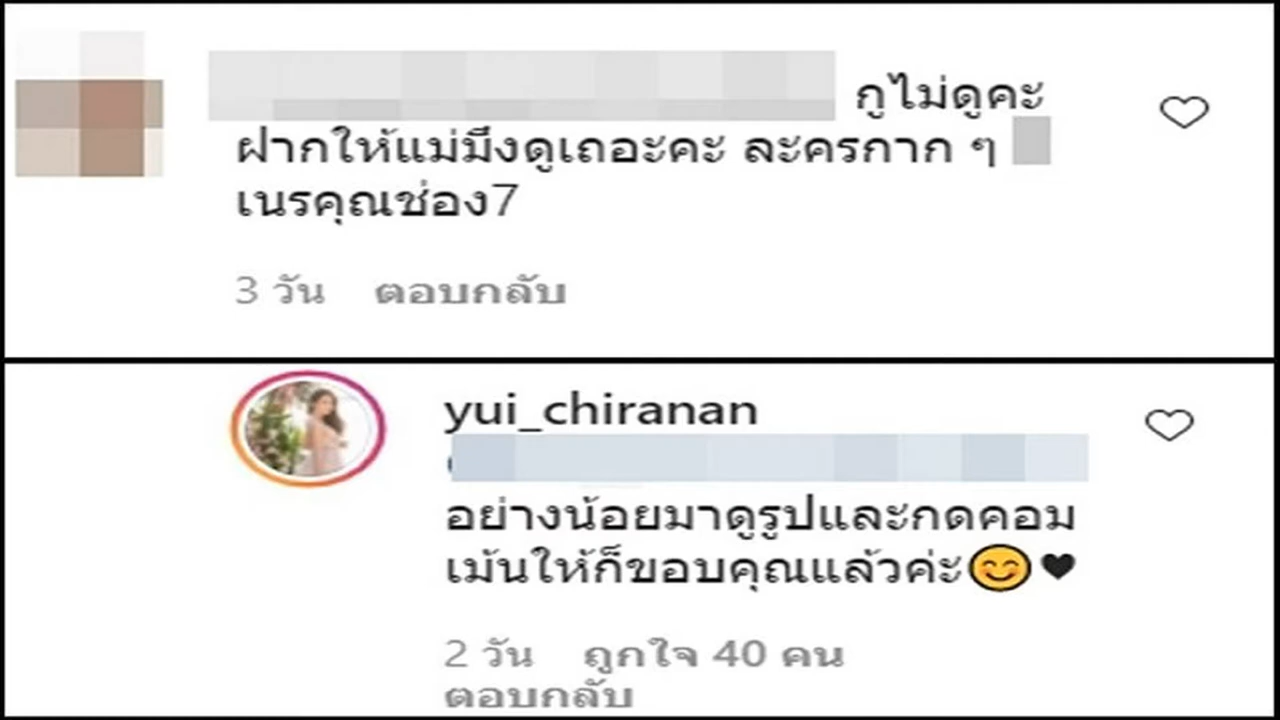 กูไม่ดูคะ
ฝากให้แม่มึงดูเถอะคะ ละครกาก ๆ
เนรคุณช่อง7
3 วัน ตอบกลับ
yui_chiranan
อย่างน้อยมาดูรูปและกดคอม
เม้นให้ก็ขอบคุณแล้วค่ะ😊🖤
2 วัน ถูกใจ 40 คน
ตอบกลับ